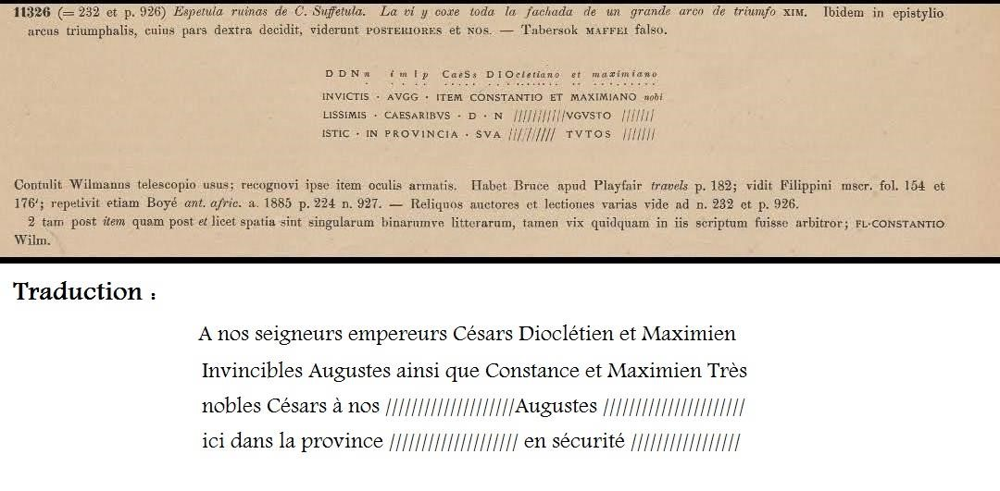 11326 (= 232 et p. 926) Espetula ruinas de C. Suffetula. La vi y coxe toda la fachada de un grande arco de triumfo XIM. Ibidem in epistylio
arcus triumphalis, cuius pars dextra decidit, viderunt POSTERIORES et NOS. — Tabersok MAFFEI falso.
D D N n i m I p CaeSs D I Ocletiano et maximiano
INVICTIS · AVGG · ITEM CONSTANTIO ET MAXIMIANO nobi
LISSIMIS · CAESARIBVS · D · N ///////////VGVSTO ///////
ISTIC · IN PROVINCIA · SVA ////////// TVTOS ///////
Contulit Wilmanns telescopio usus; recognovi ipse item oculis armatis. Habet Bruce apud Playfair travels p. 182; vidit Filippini mscr. fol. 154 et
176'; repetivit etiam Boyé ant. afric. a. 1885 p. 224 n. 927. — Reliquos auctores et lectiones varias vide ad n. 232 et p. 926.
2 tam post item quam post et licet spatia sint singularum binarumve litterarum, tamen vix quidquam in iis scriptum fuisse arbitror; FL·CONSTANTIO
Wilm.
Traduction :
A nos seigneurs empereurs Césars Dioclétien et Maximien
Invincibles Augustes ainsi que Constance et Maximien Très
nobles Césars à nos ////////////////////Augustes //////////////////////
ici dans la province //////////////////// en sécurité /////////////////